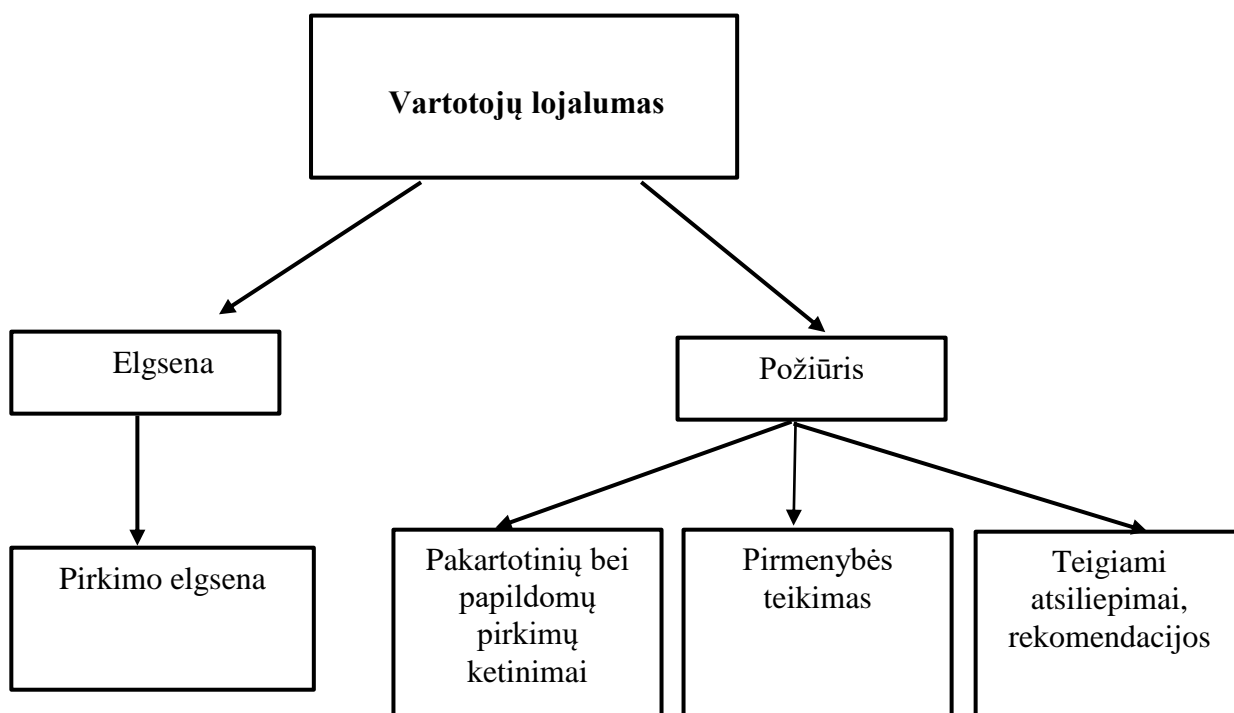 Vartotojų lojalumas
Elgsena
Požiūris
Pirkimo elgsena
Pakartotinių bei
papildomų
pirkimų
ketinimai
Pirmenybės
teikimas
Teigiami
atsiliepimai,
rekomendacijos